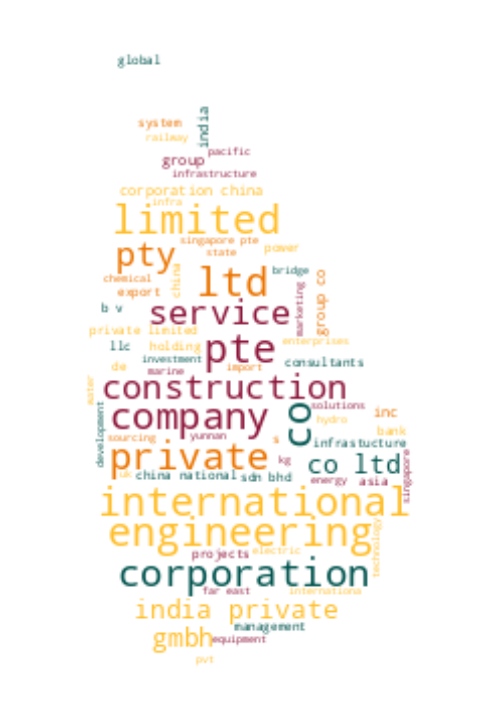 global
system
india
railway
pacific
group
infrastructure
corporation china
infra
limited
singapore pte
pty
state
power
ltd
bridge
chemical
china
export
marketing
group co
b v
service
private limited
enterprises
llc
holding
pte
investment
consultants
de
marine
import
construction
water
company
co
solutions
inc
development
hydro
bank
sourcing
yunnan
s
infrastucture
private
kg
co ltd
singapore
uk
china national
sdn bhd
energy
asia
international
engineering
technology
projects
electric
corporation
far east
internationa
india private
management
gmbh
equipment
pvt